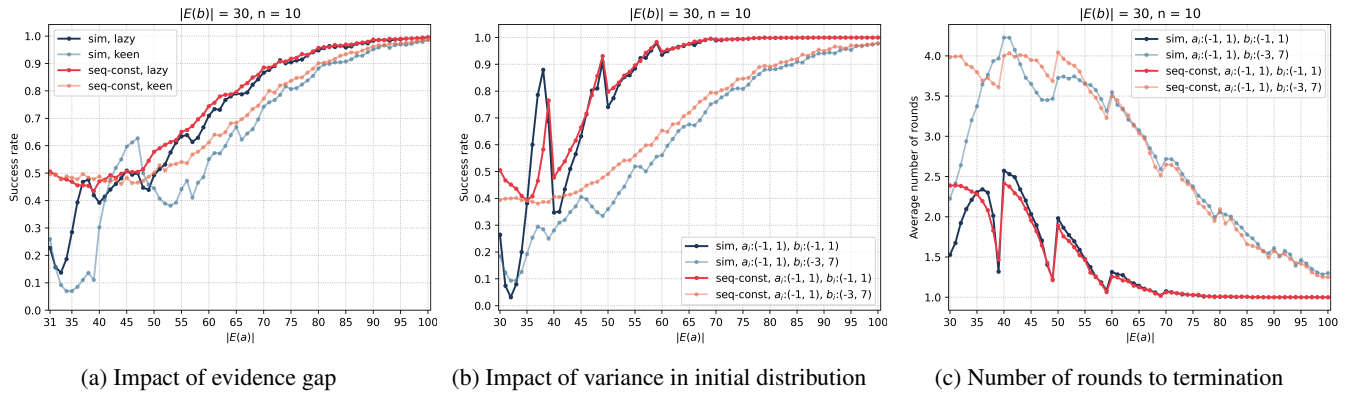 |E(b)| = 30, n = 10
Success rate
1.0
0.9
0.8
0.7
0.6
0.5
0.4
0.3
0.2
0.1
0.0
sim, lazy
sim, keen
seq-const, lazy
seq-const, keen
31 35 40 45 50 55 60 65 70 75 80 85 90 95 100
|E(a)|
(a) Impact of evidence gap
|E(b)| = 30, n = 10
Success rate
1.0
0.9
0.8
0.7
0.6
0.5
0.4
0.3
0.2
0.1
0.0
sim, aᵢ:(-1, 1), bᵢ:(-1, 1)
sim, aᵢ:(-1, 1), bᵢ:(-3, 7)
seq-const, aᵢ:(-1, 1), bᵢ:(-1, 1)
seq-const, aᵢ:(-1, 1), bᵢ:(-3, 7)
30 35 40 45 50 55 60 65 70 75 80 85 90 95 100
|E(a)|
(b) Impact of variance in initial distribution
|E(b)| = 30, n = 10
Average number of rounds
4.0
3.5
3.0
2.5
2.0
1.5
1.0
sim, aᵢ:(-1, 1), bᵢ:(-1, 1)
sim, aᵢ:(-1, 1), bᵢ:(-3, 7)
seq-const, aᵢ:(-1, 1), bᵢ:(-1, 1)
seq-const, aᵢ:(-1, 1), bᵢ:(-3, 7)
30 35 40 45 50 55 60 65 70 75 80 85 90 95 100
|E(a)|
(c) Number of rounds to termination